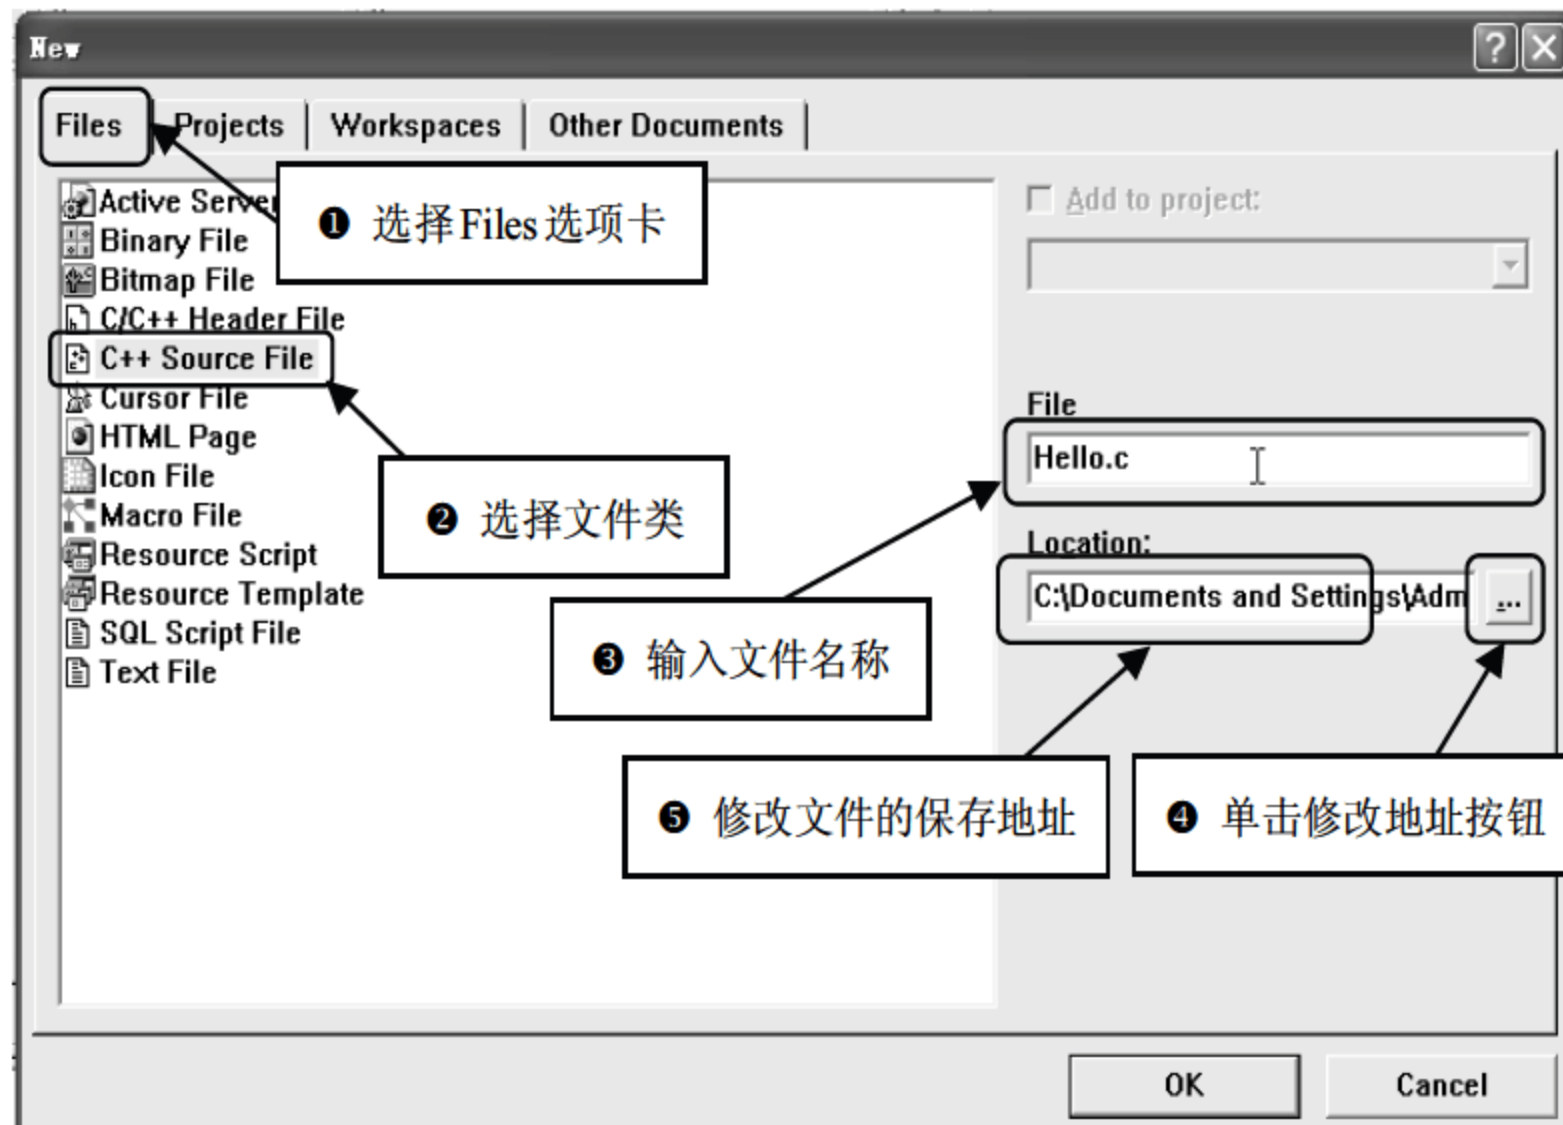 New
Files Projects Workspaces Other Documents
❶ 选择Files选项卡
Active Server
Binary File
Bitmap File
C/C++ Header File
C++ Source File
Cursor File
HTML Page
Icon File
Macro File
Resource Script
Resource Template
SQL Script File
Text File
❷ 选择文件类
❸ 输入文件名称
Add to project:
File
Hello.c
Location:
C:\Documents and Settings\Adm ...
❺ 修改文件的保存地址
❹ 单击修改地址按钮
OK Cancel